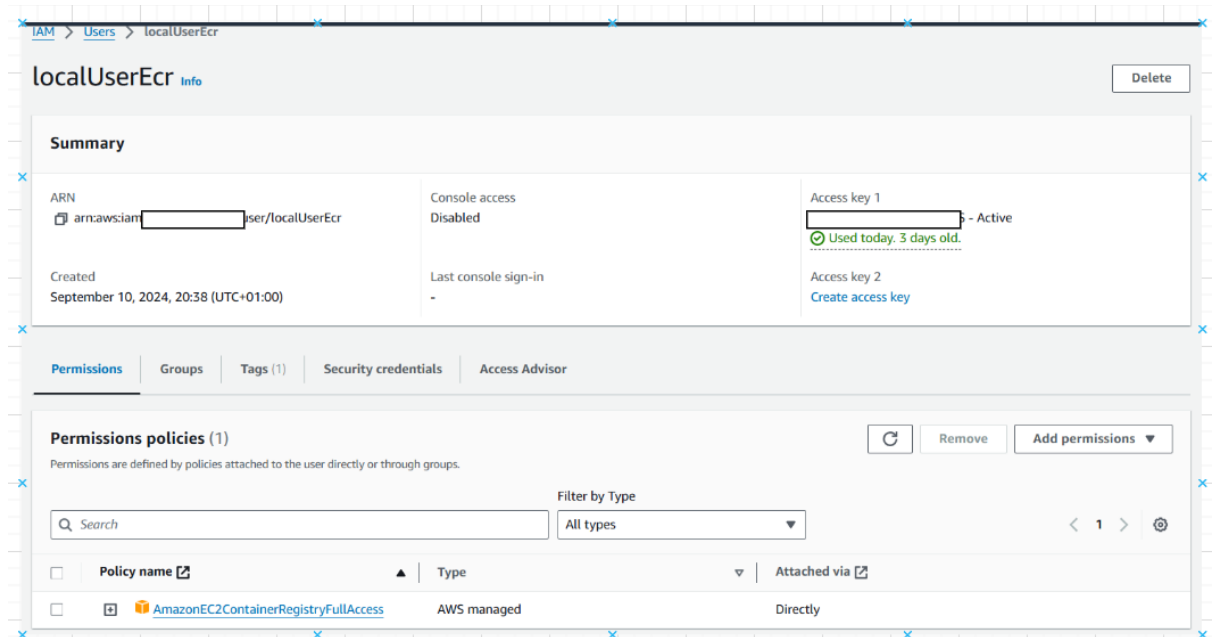 IAM > Users > localUserEcr
localUserEcr Info
Delete
Summary
ARN
arn:aws:iam user/localUserEcr
Created
September 10, 2024, 20:38 (UTC+01:00)
Console access
Disabled
Last console sign-in
-
Access key 1
- Active
Used today. 3 days old.
Access key 2
Create access key
Permissions
Groups
Tags (1)
Security credentials
Access Advisor
Permissions policies (1)
Permissions are defined by policies attached to the user directly or through groups.
Remove
Add permissions
Filter by Type
Search
All types
1
Policy name
Type
Attached via
AmazonEC2ContainerRegistryFullAccess
AWS managed
Directly